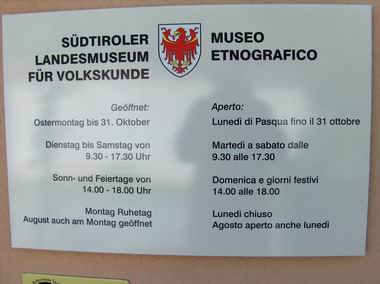 SÜDTIROLER
LANDESMUSEUM
FÜR VOLKSKUNDE
MUSEO
ETNOGRAFICO
Geöffnet:
Ostermontag bis 31. Oktober
Dienstag bis Samstag von
9.30 - 17.30 Uhr
Sonn- und Feiertage von
14.00 - 18.00 Uhr
Montag Ruhetag
August auch am Montag geöffnet
Aperto:
Lunedì di Pasqua fino il 31 ottobre
Martedì a sabato dalle
9.30 alle 17.30
Domenica e giorni festivi
14.00 alle 18.00
Lunedì chiuso
Agosto aperto anche lunedì